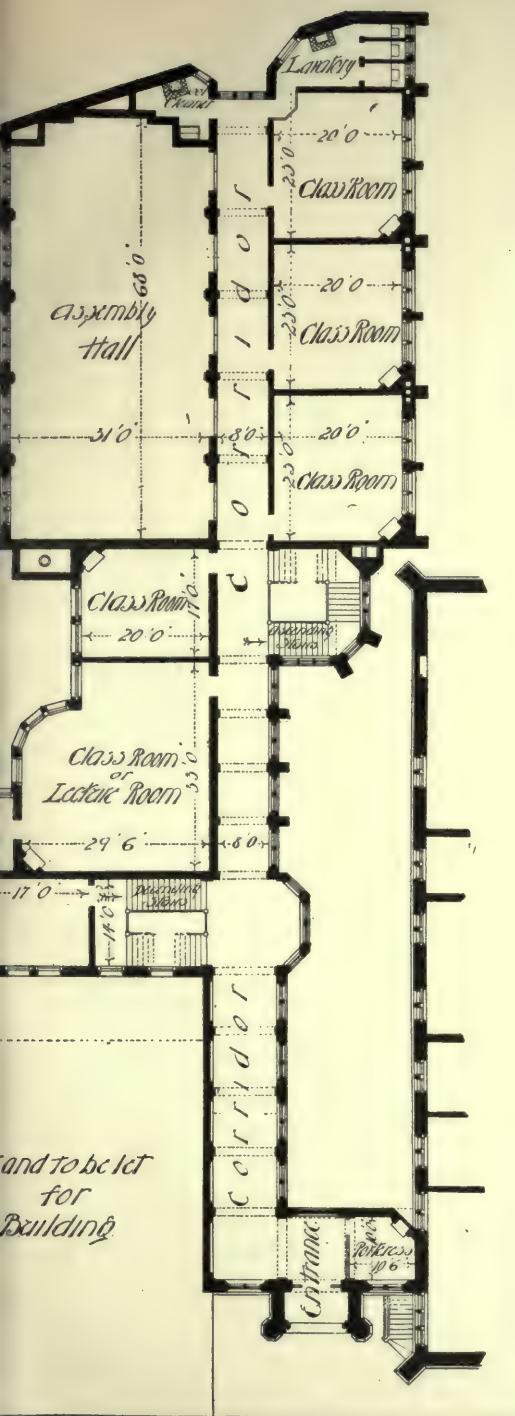 Lavatory
Cleaner
20'0
23'0
Class Room
68'0"
Assembly
Hall
20'0
23'0
Class Room
31'0"
8'0
20'0"
23'0
Class Room
Corridor
Class Room
20'0"
17'0"
ascending
stairs
Class Room
or
Lecture Room
33'0"
29'6"
8'0
17'0"
14'0
Descending
stairs
Corridor
and to be let
for
Building
Entrance
Porteress
10 6